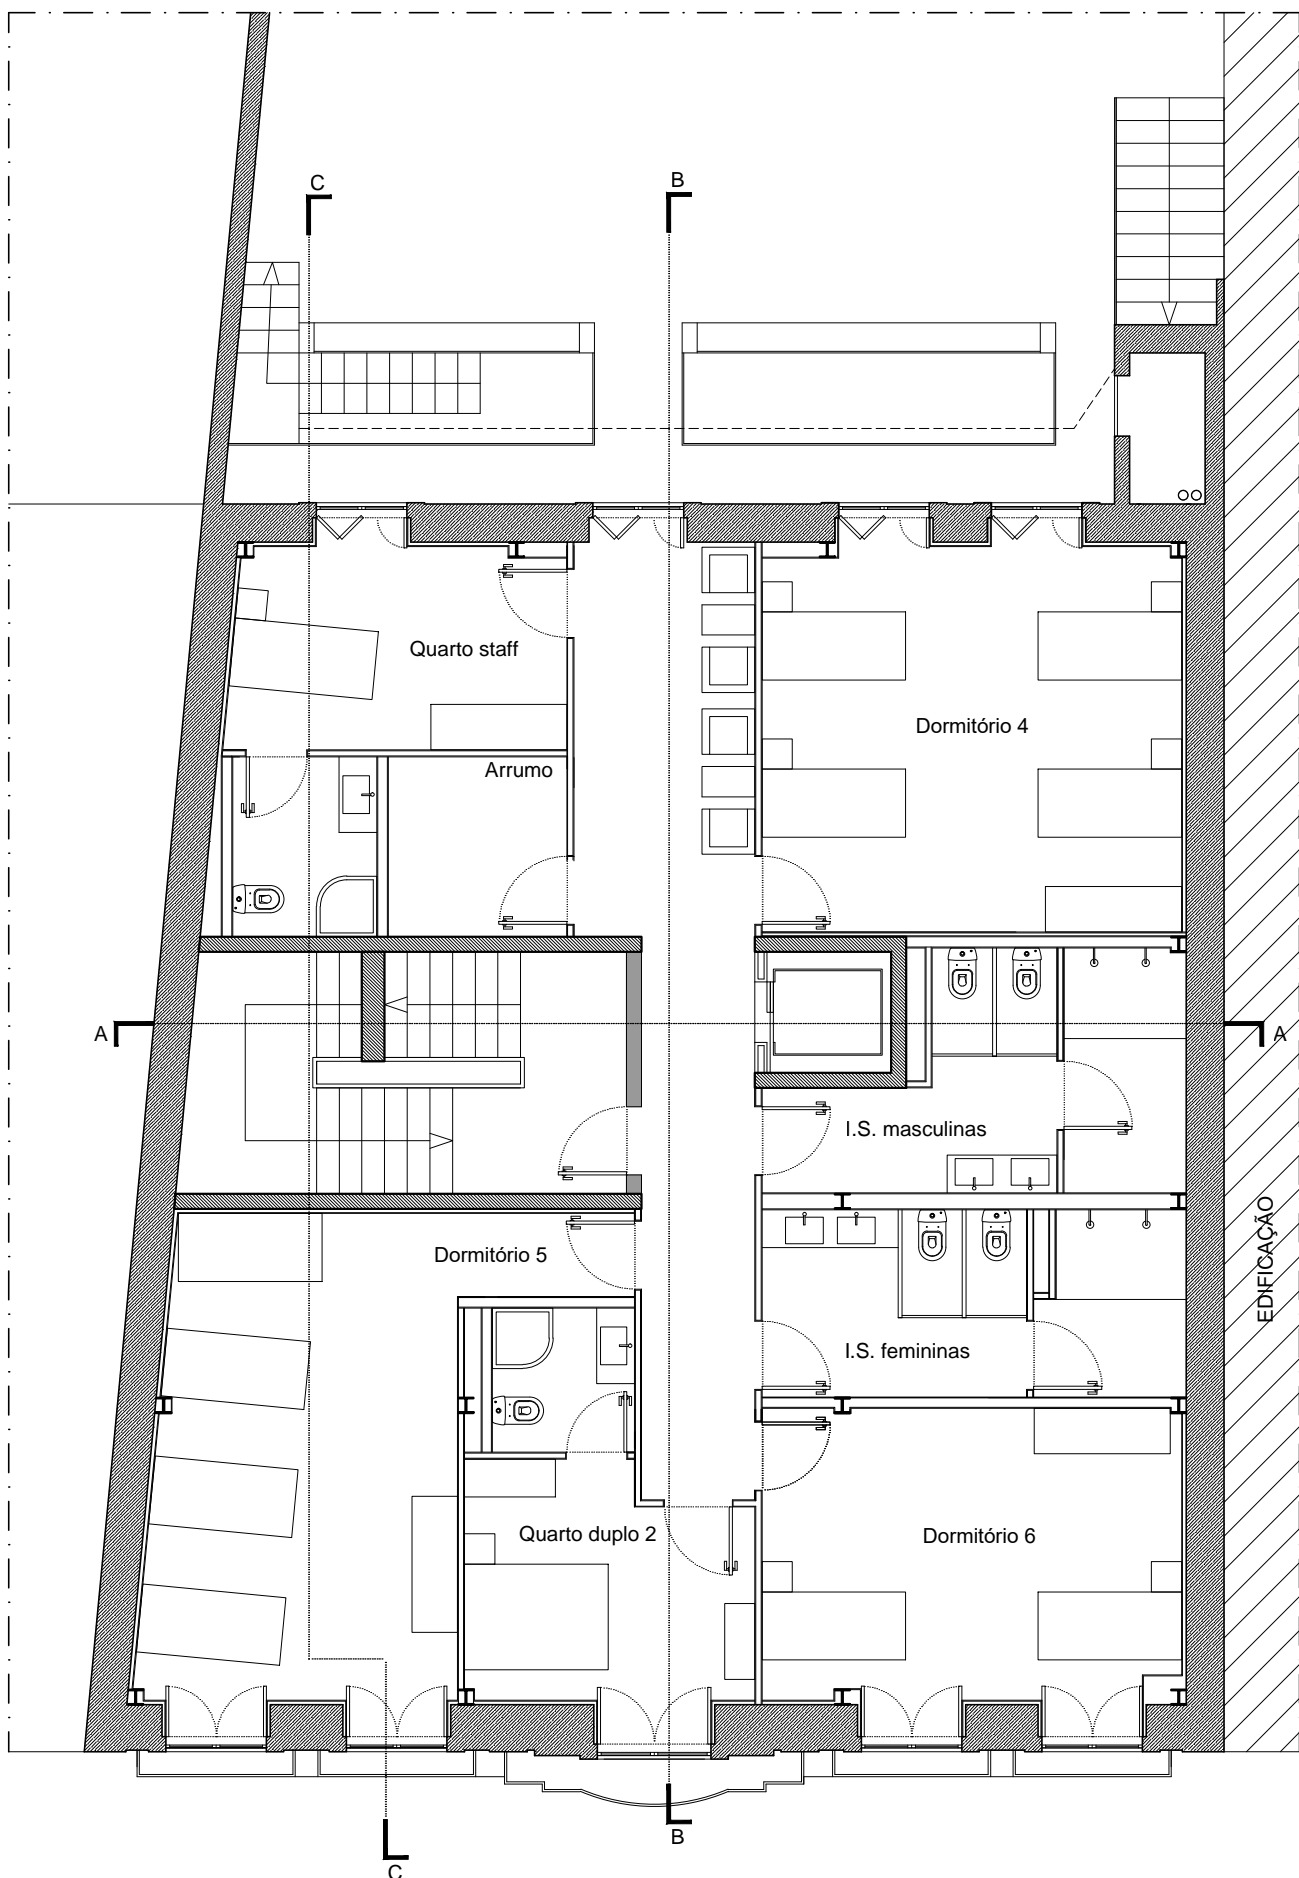 C
B
Quarto staff
Dormitório 4
Arrumo
A
A
I.S. masculinas
EDIFICAÇÃO
Dormitório 5
I.S. femininas
Quarto duplo 2
Dormitório 6
B
C